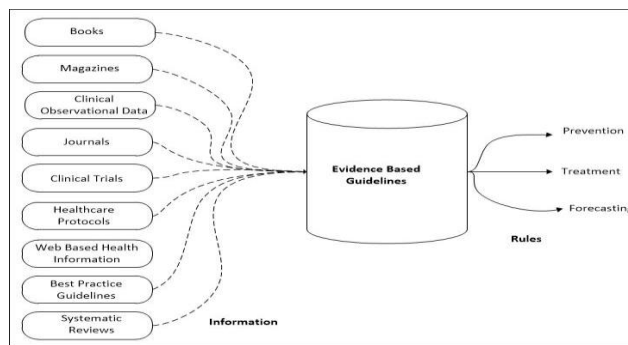 Books
Magazines
Clinical
Observational Data
Journals
Clinical Trials
Healthcare
Protocols
Web Based Health
Information
Best Practice
Guidelines
Systematic
Reviews
Information
Evidence Based
Guidelines
Prevention
Treatment
Forecasting
Rules